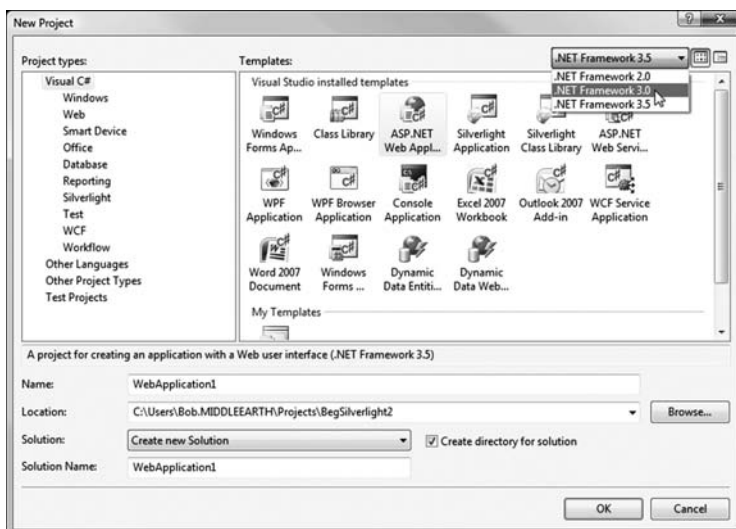 New Project
Project types:
Templates:
.NET Framework 3.5
.NET Framework 2.0
.NET Framework 3.0
.NET Framework 3.5
Visual C#
Windows
Web
Smart Device
Office
Database
Reporting
Silverlight
Test
WCF
Workflow
Other Languages
Other Project Types
Test Projects
Visual Studio installed templates
Windows Forms Ap...
Class Library
ASP.NET Web Appl...
Silverlight Application
Silverlight Class Library
ASP.NET Web Servi...
WPF Application
WPF Browser Application
Console Application
Excel 2007 Workbook
Outlook 2007 Add-in
WCF Service Application
Word 2007 Document
Windows Forms ...
Dynamic Data Entiti...
Dynamic Data Web...
My Templates
A project for creating an application with a Web user interface (.NET Framework 3.5)
Name:
WebApplication1
Location:
C:\Users\Bob.MIDDLEEARTH\Projects\BegSilverlight2
Browse...
Solution:
Create new Solution
Create directory for solution
Solution Name:
WebApplication1
OK
Cancel